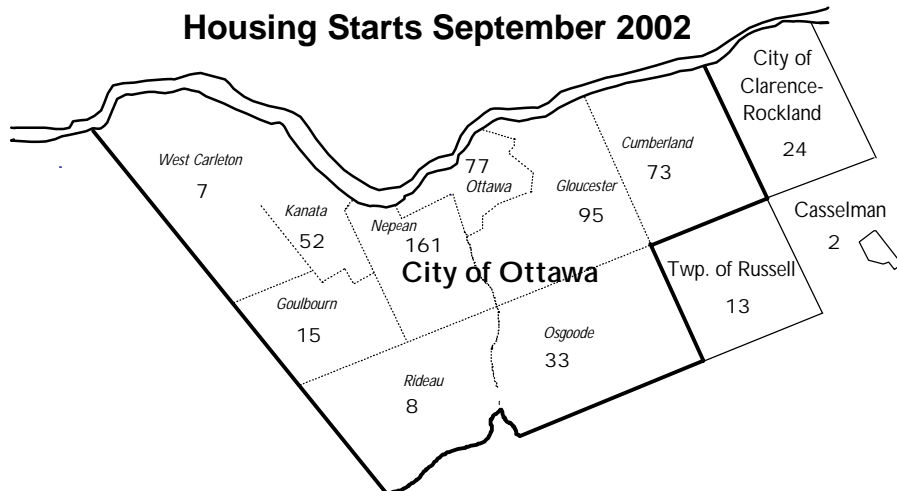 Housing Starts September 2002
City of
Clarence-
Rockland
24
Cumberland
73
West Carleton
7
77
Ottawa
Gloucester
95
Kanata
52
Nepean
161
Casselman
2
City of Ottawa
Twp. of Russell
13
Goulbourn
15
Osgoode
33
Rideau
8